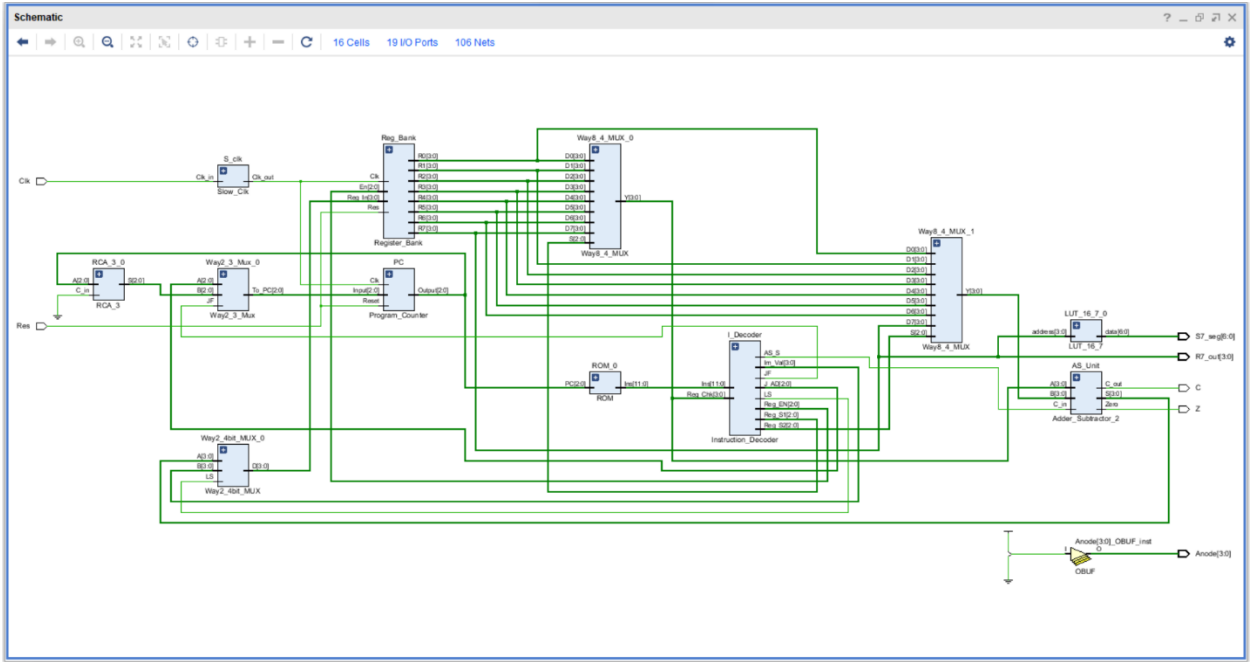 Schematic
16 Cells 19 I/O Ports 106 Nets
Clk
S_clk
Clk_in Clk_out
Slow_Clk
Reg_Bank
Clk
En[2:0]
Reg_In[3:0]
Res
R0[3:0]
R1[3:0]
R2[3:0]
R3[3:0]
R4[3:0]
R5[3:0]
R6[3:0]
R7[3:0]
Register_Bank
Way8_4_MUX_0
D0[3:0]
D1[3:0]
D2[3:0]
D3[3:0]
D4[3:0]
D5[3:0]
D6[3:0]
D7[3:0]
S[2:0]
Y[3:0]
Way8_4_MUX
Way8_4_MUX_1
D0[3:0]
D1[3:0]
D2[3:0]
D3[3:0]
D4[3:0]
D5[3:0]
D6[3:0]
D7[3:0]
S[2:0]
Y[3:0]
Way8_4_MUX
RCA_3_0
A[2:0]
C_in
S[2:0]
RCA_3
Way2_3_Mux_0
A[2:0]
B[2:0]
JF
To_PC[2:0]
Way2_3_Mux
PC
Clk
Input[2:0]
Reset
Output[2:0]
Program_Counter
Res
ROM_0
PC[2:0] Ins[11:0]
ROM
I_Decoder
Ins[11:0]
Reg_Chk[3:0]
AS_S
Im_Val[3:0]
JF
J_AD[2:0]
LS
Reg_EN[2:0]
Reg_S1[2:0]
Reg_S2[2:0]
Instruction_Decoder
LUT_16_7_0
address[3:0] data[6:0]
LUT_16_7
S7_seg[6:0]
R7_out[3:0]
AS_Unit
A[3:0]
B[3:0]
C_in
C_out
S[3:0]
Zero
Adder_Subtractor_2
C
Z
Way2_4bit_MUX_0
A[3:0]
B[3:0]
LS
D[3:0]
Way2_4bit_MUX
Anode[3:0]_OBUF_inst
I O
OBUF
Anode[3:0]